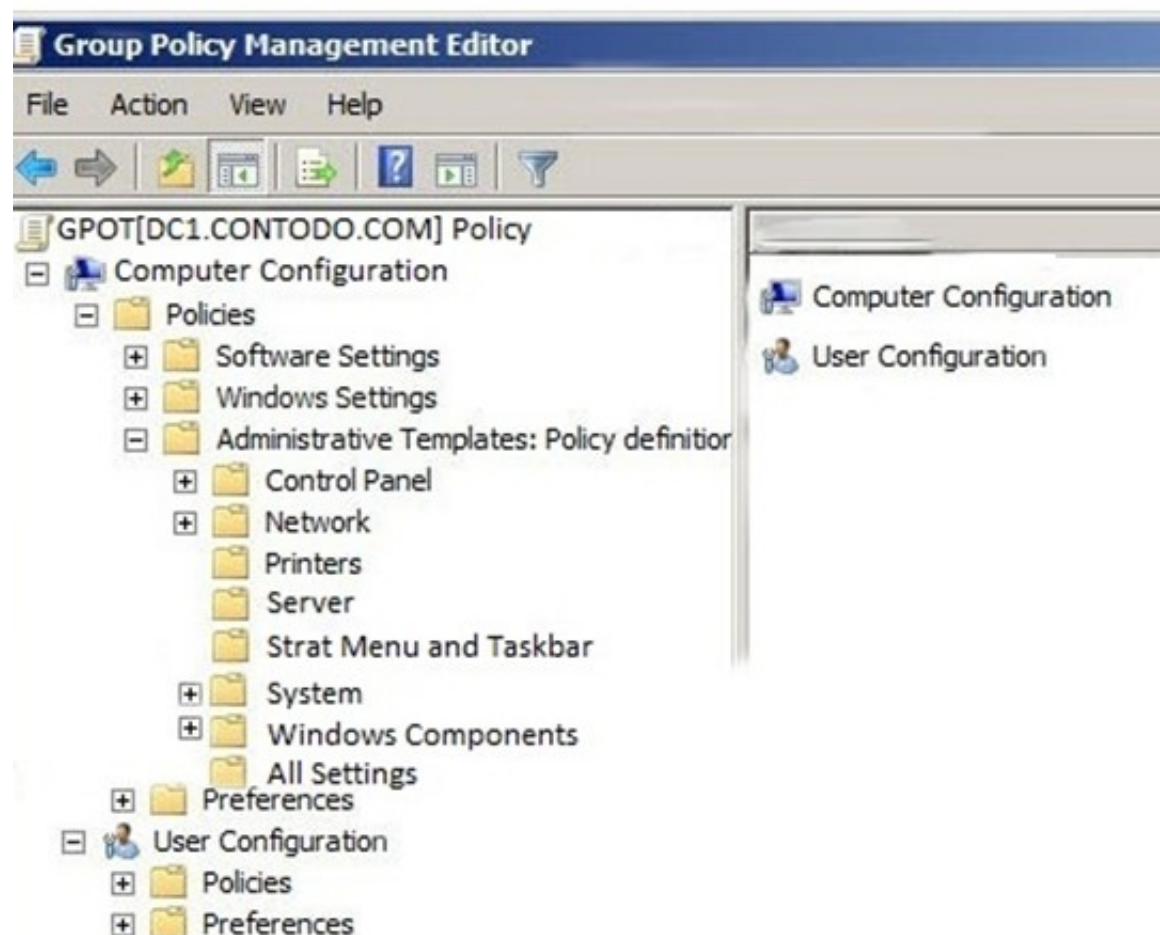 Group Policy Management Editor
File Action View Help
GPOT[DC1.CONTODO.COM] Policy
Computer Configuration
Policies
Software Settings
Windows Settings
Administrative Templates: Policy definition
Control Panel
Network
Printers
Server
Strat Menu and Taskbar
System
Windows Components
All Settings
Preferences
User Configuration
Policies
Preferences
Computer Configuration
User Configuration